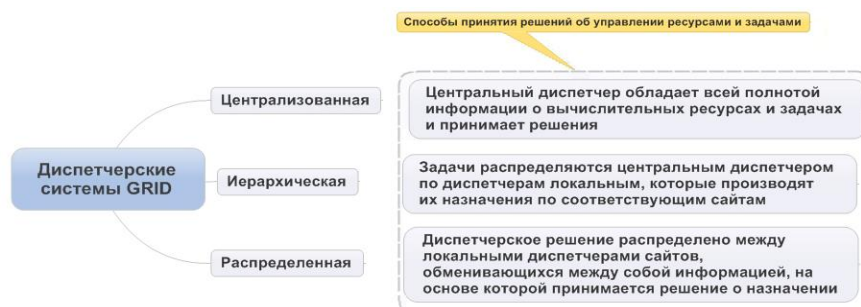 Способы принятия решений об управлении ресурсами и задачами
Диспетчерские
системы GRID
Централизованная
Центральный диспетчер обладает всей полнотой
информации о вычислительных ресурсах и задачах
и принимает решения
Иерархическая
Задачи распределяются центральным диспетчером
по диспетчерам локальным, которые производят
их назначения по соответствующим сайтам
Распределенная
Диспетчерское решение распределено между
локальными диспетчерами сайтов,
обменивающихся между собой информацией, на
основе которой принимается решение о назначении